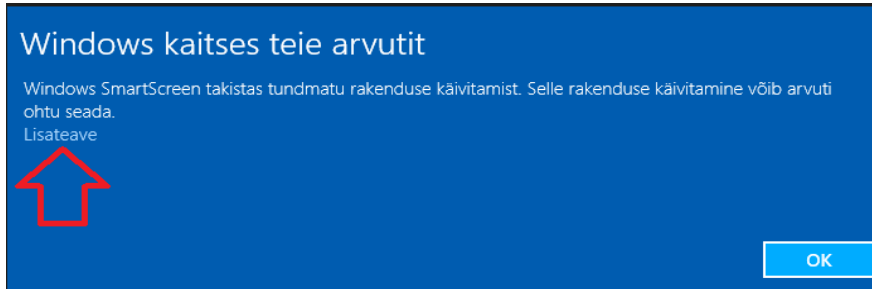 Windows kaitses teie arvutit
Windows SmartScreen takistas tundmatu rakenduse käivitamist. Selle rakenduse käivitamine võib arvuti
ohtu seada.
Lisateave
OK